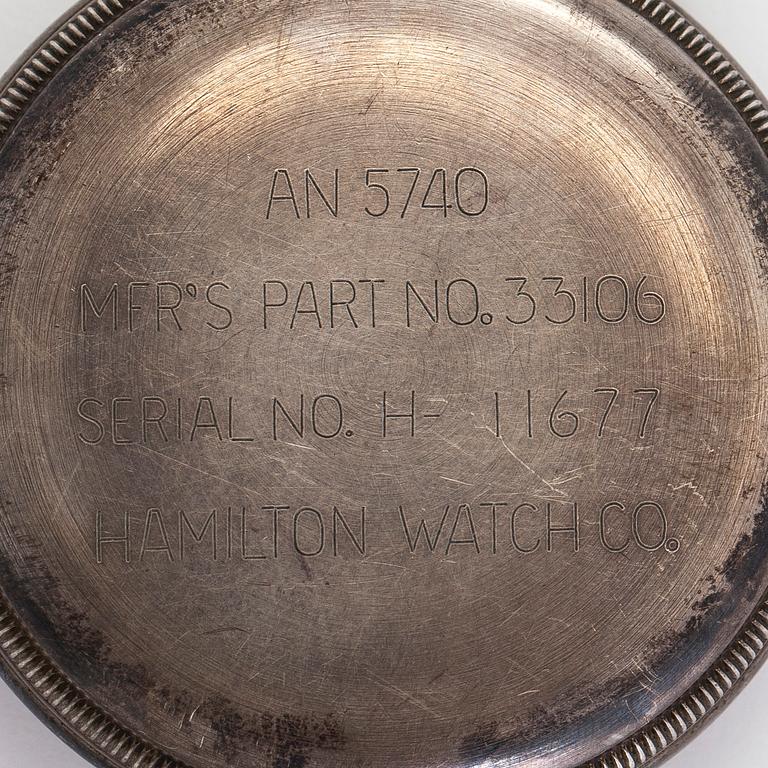 AN 5740
MFR'S PART NO. 33106
SERIAL NO. H- 11677
HAMILTON WATCH CO.